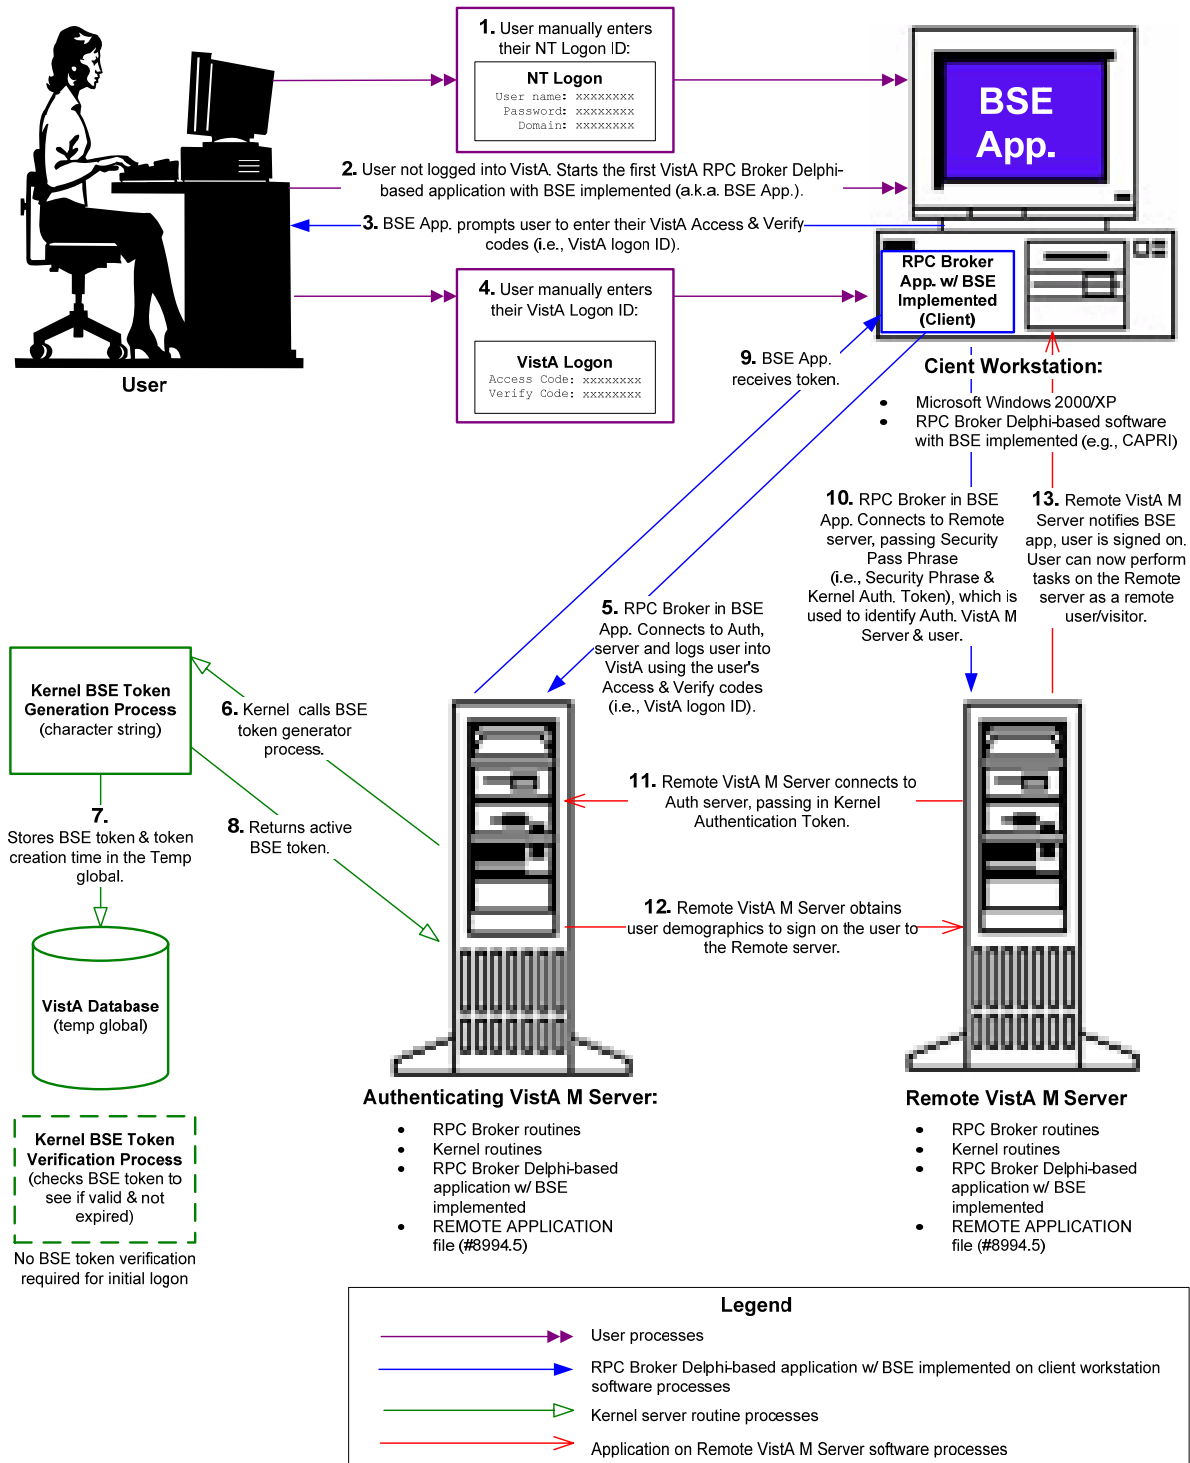 1. User manually enters
their NT Logon ID:
NT Logon
User name: xxxxxxxx
Password: xxxxxxxx
Domain: xxxxxxxx
BSE
App.
2. User not logged into VistA. Starts the first VistA RPC Broker Delphi-
based application with BSE implemented (a.k.a. BSE App.).
3. BSE App. prompts user to enter their VistA Access & Verify
codes (i.e., VistA logon ID).
RPC Broker
App. w/ BSE
Implemented
(Client)
4. User manually enters
their VistA Logon ID:
VistA Logon
Access Code: xxxxxxxx
Verify Code: xxxxxxxx
User
9. BSE App.
receives token.
Cient Workstation:
• Microsoft Windows 2000/XP
• RPC Broker Delphi-based software
with BSE implemented (e.g., CAPRI)
10. RPC Broker in BSE
App. Connects to Remote
server, passing Security
Pass Phrase
(i.e., Security Phrase &
Kernel Auth. Token), which is
used to identify Auth. VistA M
Server & user.
13. Remote VistA M
Server notifies BSE
app, user is signed on.
User can now perform
tasks on the Remote
server as a remote
user/visitor.
5. RPC Broker in BSE
App. Connects to Auth,
server and logs user into
VistA using the user's
Access & Verify codes
(i.e., VistA logon ID).
Kernel BSE Token
Generation Process
(character string)
6. Kernel calls BSE
token generator
process.
7.
Stores BSE token & token
creation time in the Temp
global.
8. Returns active
BSE token.
11. Remote VistA M Server connects to
Auth server, passing in Kernel
Authentication Token.
12. Remote VistA M Server obtains
user demographics to sign on the user to
the Remote server.
VistA Database
(temp global)
Kernel BSE Token
Verification Process
(checks BSE token to
see if valid & not
expired)
No BSE token verification
required for initial logon
Authenticating VistA M Server:
• RPC Broker routines
• Kernel routines
• RPC Broker Delphi-based
application w/ BSE
implemented
• REMOTE APPLICATION
file (#8994.5)
Remote VistA M Server
• RPC Broker routines
• Kernel routines
• RPC Broker Delphi-based
application w/ BSE
implemented
• REMOTE APPLICATION
file (#8994.5)
Legend
User processes
RPC Broker Delphi-based application w/ BSE implemented on client workstation
software processes
Kernel server routine processes
Application on Remote VistA M Server software processes